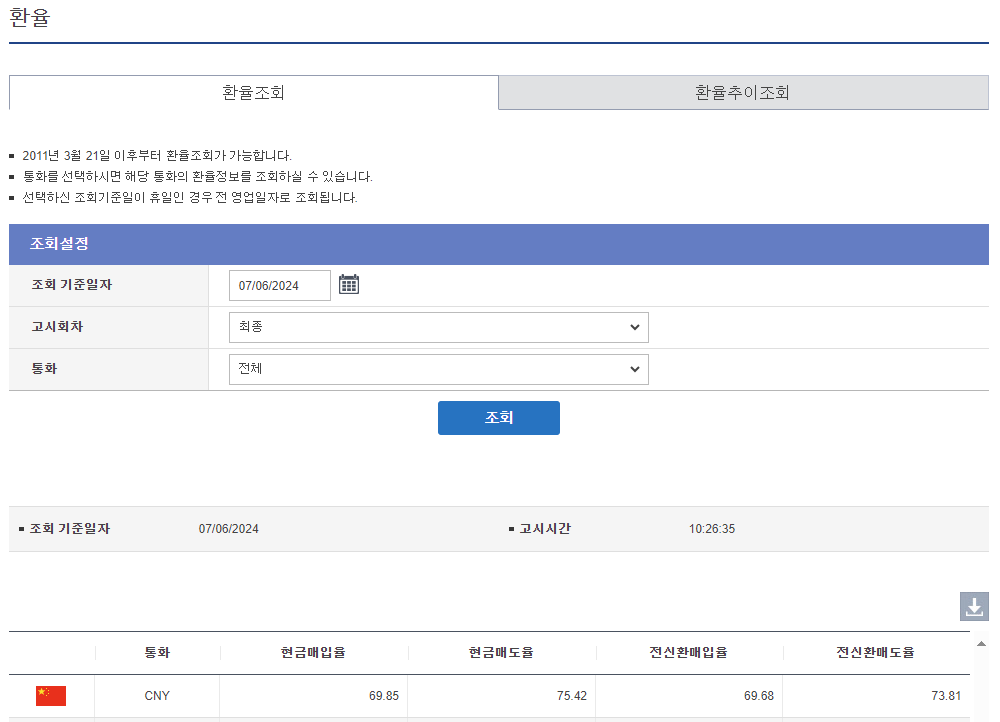 환율
환율조회 환율추이조회
2011년 3월 21일 이후부터 환율조회가 가능합니다.
통화를 선택하시면 해당 통화의 환율정보를 조회하실 수 있습니다.
선택하신 조회기준일이 휴일인 경우 전 영업일자로 조회됩니다.
조회설정
조회 기준일자 07/06/2024
고시회차 최종
통화 전체
조회
조회 기준일자 07/06/2024 고시시간 10:26:35
통화 현금매입율 현금매도율 전신환매입율 전신환매도율
CNY 69.85 75.42 69.68 73.81